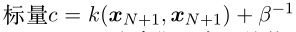 标量c = k(x_{N+1}, x_{N+1}) + β^{-1}